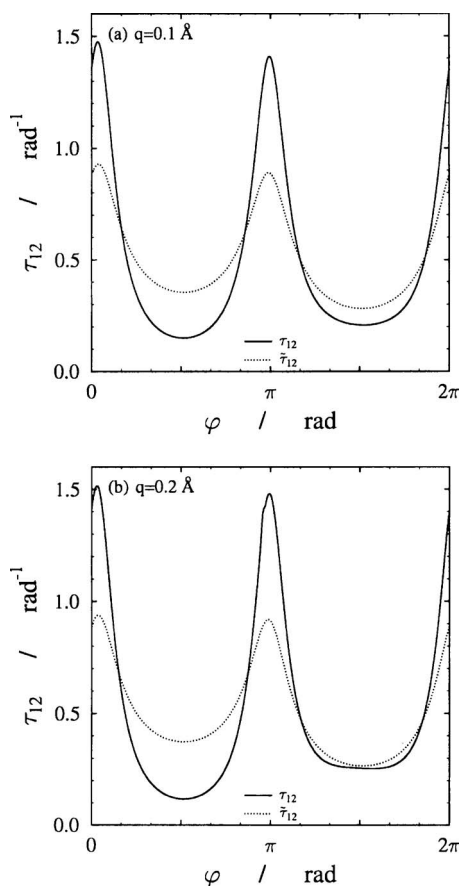 (a) q=0.1 Å
1.5
1.0
0.5
0.0
τ₁₂ / rad⁻¹
τ₁₂
τ̃₁₂
0 π 2π
φ / rad
(b) q=0.2 Å
1.5
1.0
0.5
0.0
τ₁₂ / rad⁻¹
τ₁₂
τ̃₁₂
0 π 2π
φ / rad